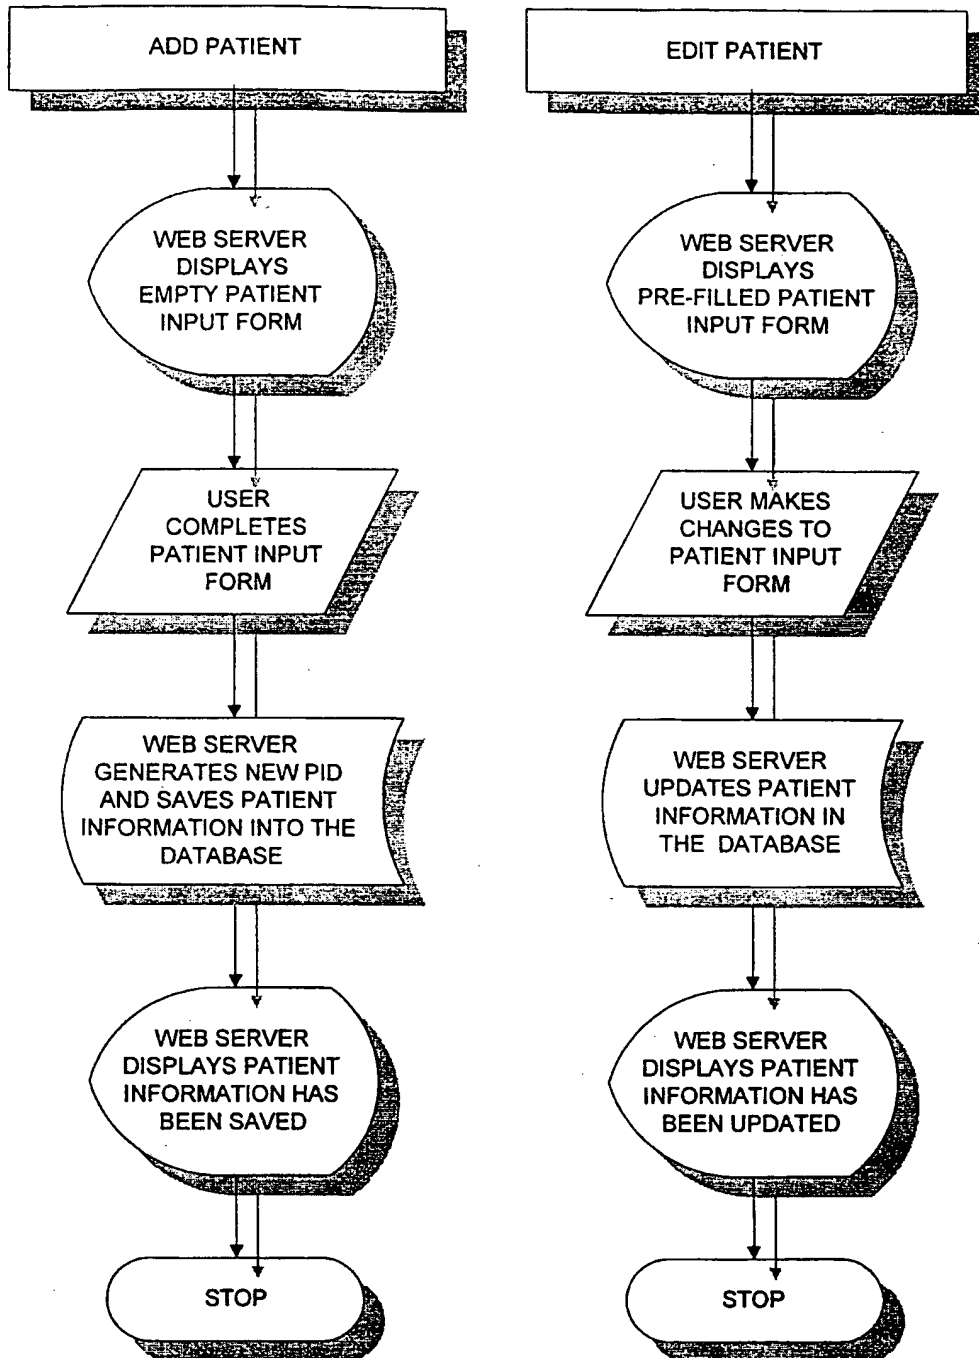 ADD PATIENT
WEB SERVER
DISPLAYS
EMPTY PATIENT
INPUT FORM
USER
COMPLETES
PATIENT INPUT
FORM
WEB SERVER
GENERATES NEW PID
AND SAVES PATIENT
INFORMATION INTO THE
DATABASE
WEB SERVER
DISPLAYS PATIENT
INFORMATION HAS
BEEN SAVED
STOP
EDIT PATIENT
WEB SERVER
DISPLAYS
PRE-FILLED PATIENT
INPUT FORM
USER MAKES
CHANGES TO
PATIENT INPUT
FORM
WEB SERVER
UPDATES PATIENT
INFORMATION IN
THE DATABASE
WEB SERVER
DISPLAYS PATIENT
INFORMATION HAS
BEEN UPDATED
STOP